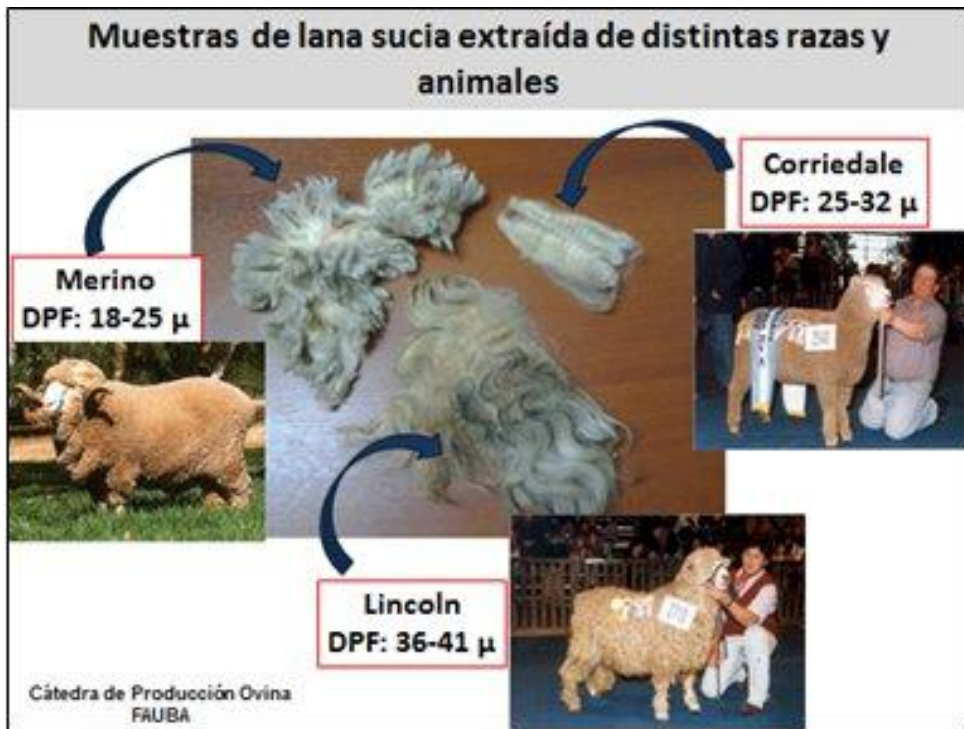 Muestras de lana sucia extraída de distintas razas y
animales
Corriedale
DPF: 25-32 µ
Merino
DPF: 18-25 µ
Lincoln
DPF: 36-41 µ
Cátedra de Producción Ovina
FAUBA